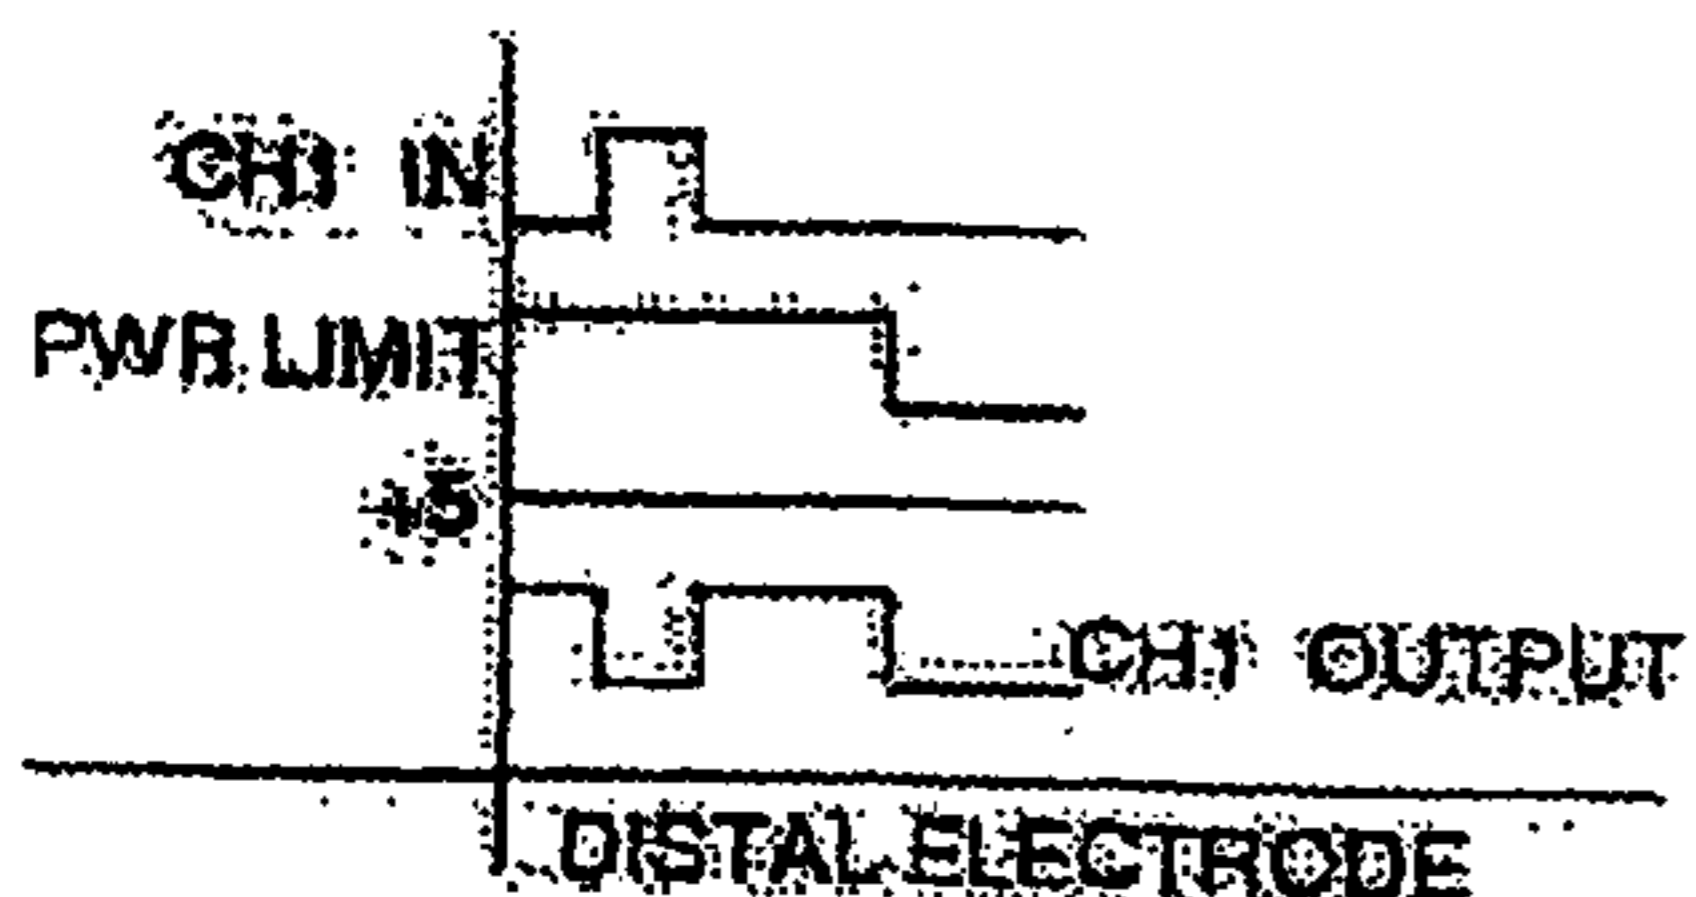 CH1 IN
PWR LIMIT
+5
CH1 OUTPUT
DISTAL ELECTRODE